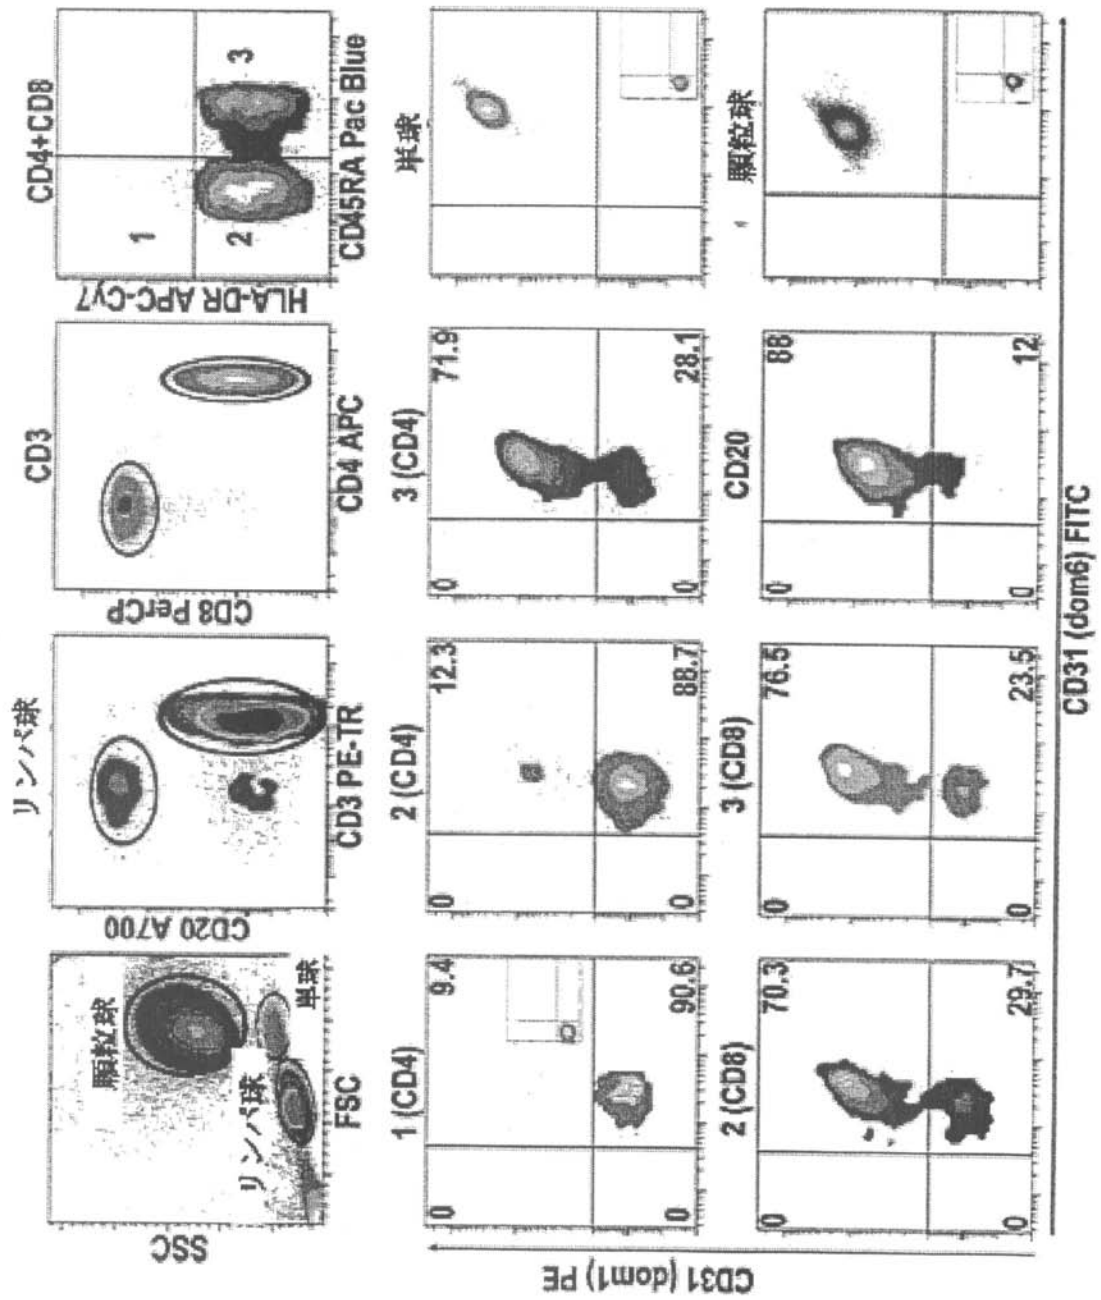 リンパ球
CD3
CD4+CD8
SSC
顆粒球
リンパ球
単球
FSC
CD20 A700
CD3 PE-TR
CD8 PerCP
CD4 APC
HLA-DR APC-Cy7
1
2
3
CD45RA Pac Blue
1 (CD4)
2 (CD4)
3 (CD4)
単球
0
9.4
0
90.6
0
12.3
0
88.7
0
71.9
0
28.1
2 (CD8)
3 (CD8)
CD20
顆粒球
0
70.3
0
29.7
0
76.5
0
23.5
0
88
0
12
CD31 (dom1) PE
CD31 (dom6) FITC